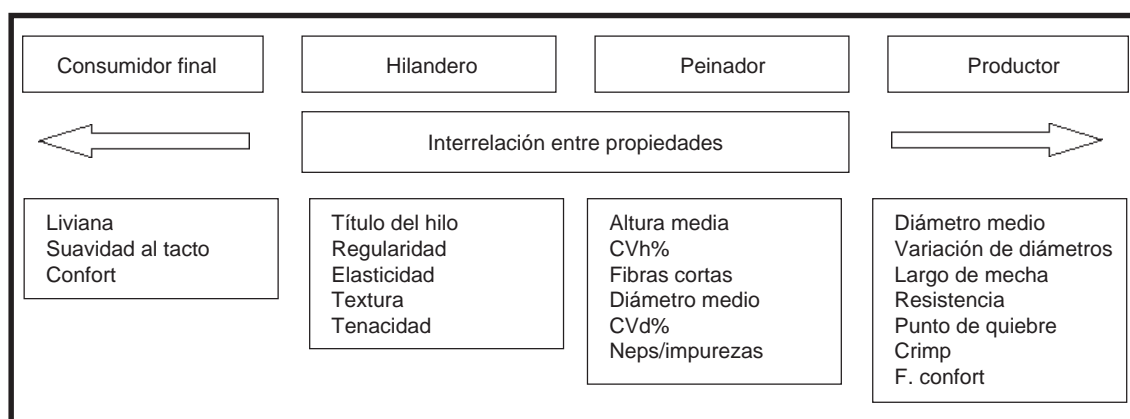 Consumidor final
Hilandero
Peinador
Productor
Interrelación entre propiedades
Liviana
Suavidad al tacto
Confort
Título del hilo
Regularidad
Elasticidad
Textura
Tenacidad
Altura media
CVh%
Fibras cortas
Diámetro medio
CVd%
Neps/impurezas
Diámetro medio
Variación de diámetros
Largo de mecha
Resistencia
Punto de quiebre
Crimp
F. confort